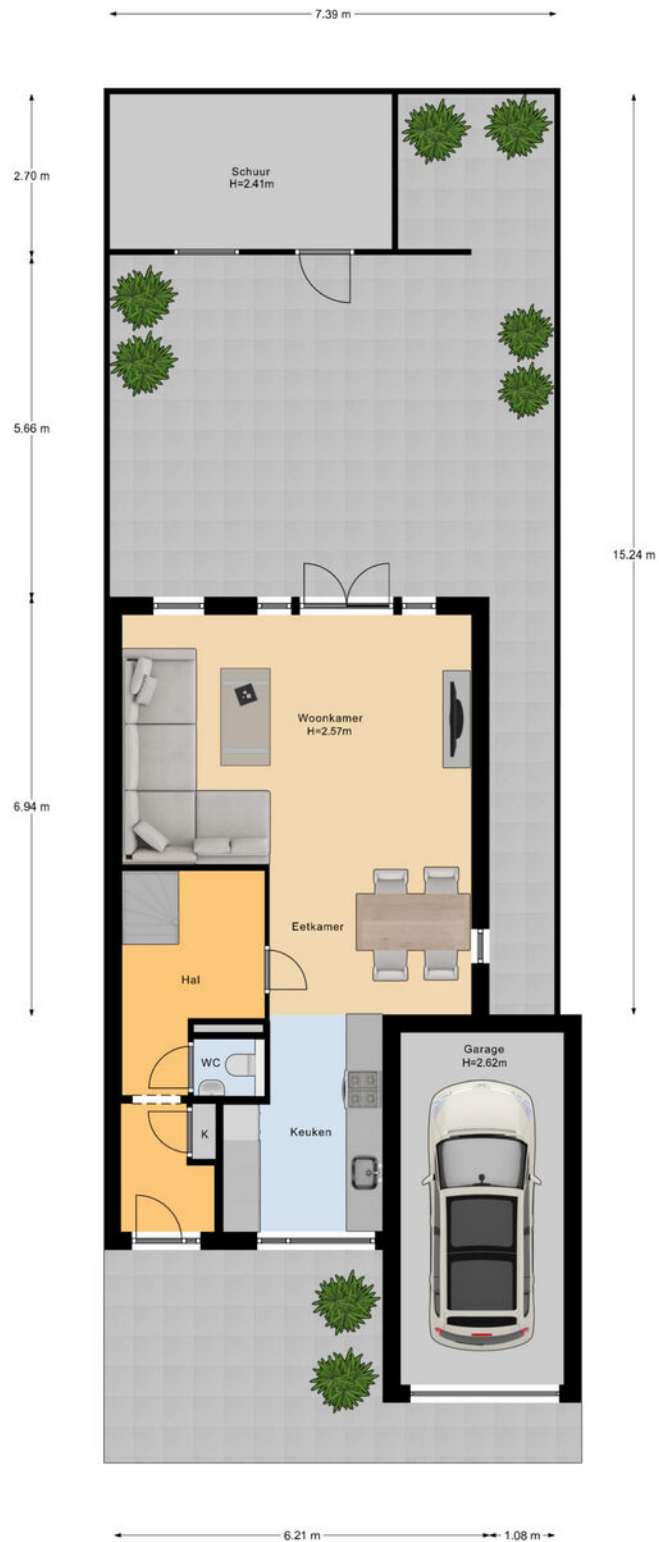 7.39 m
2.70 m
Schuur
H=2.41m
5.66 m
15.24 m
Woonkamer
H=2.57m
6.94 m
Eetkamer
Hal
Garage
H=2.62m
WC
Keuken
K
6.21 m
1.08 m